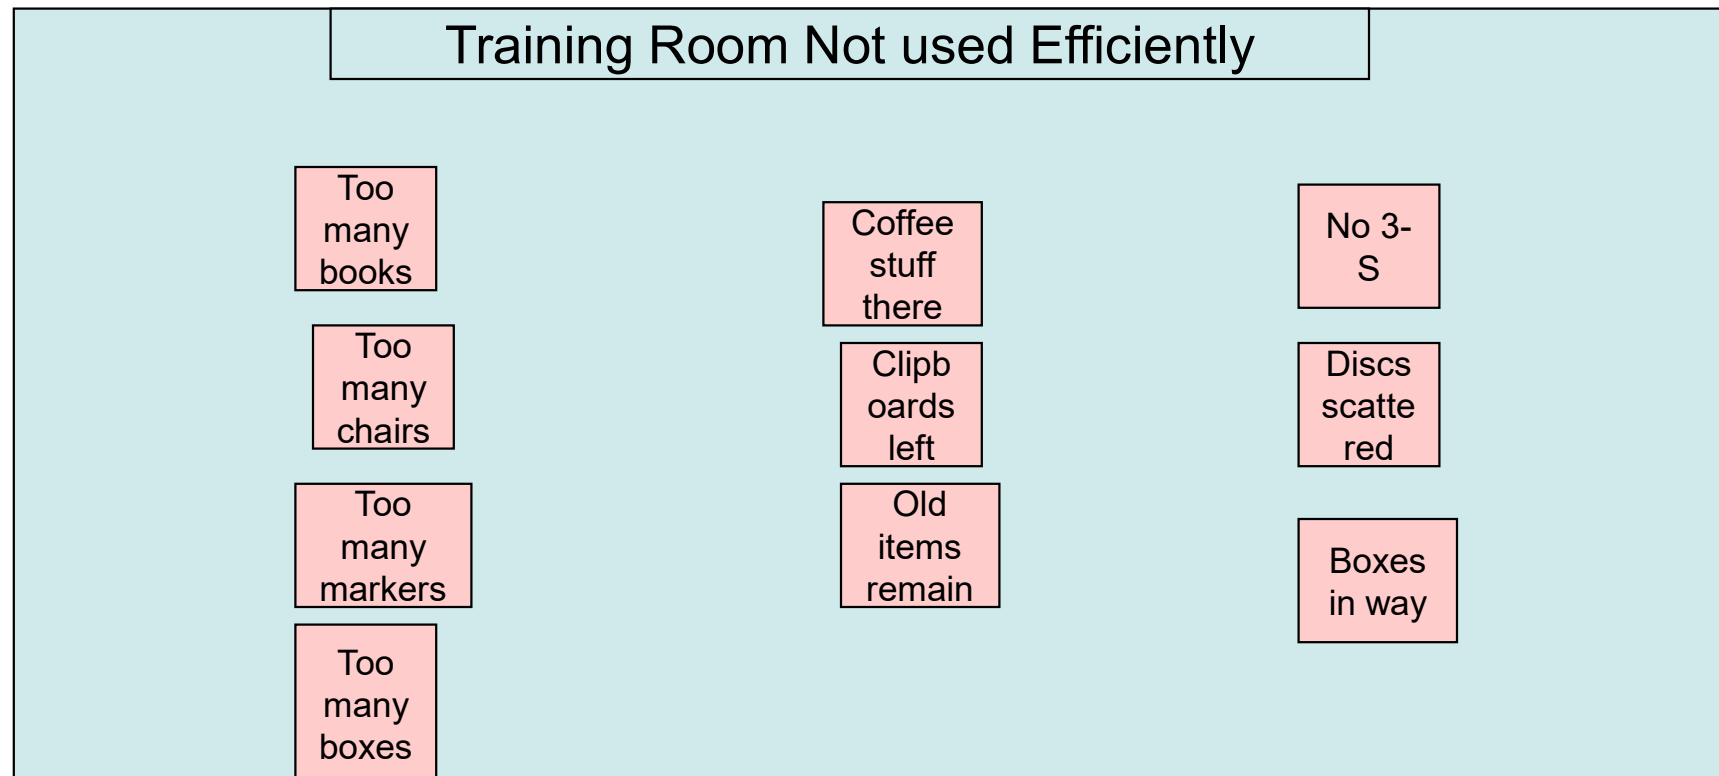 Training Room Not used Efficiently
Too
many
books
Too
many
chairs
Too
many
markers
Too
many
boxes
Coffee
stuff
there
Clipb
oards
left
Old
items
remain
No 3-
S
Discs
scatte
red
Boxes
in way